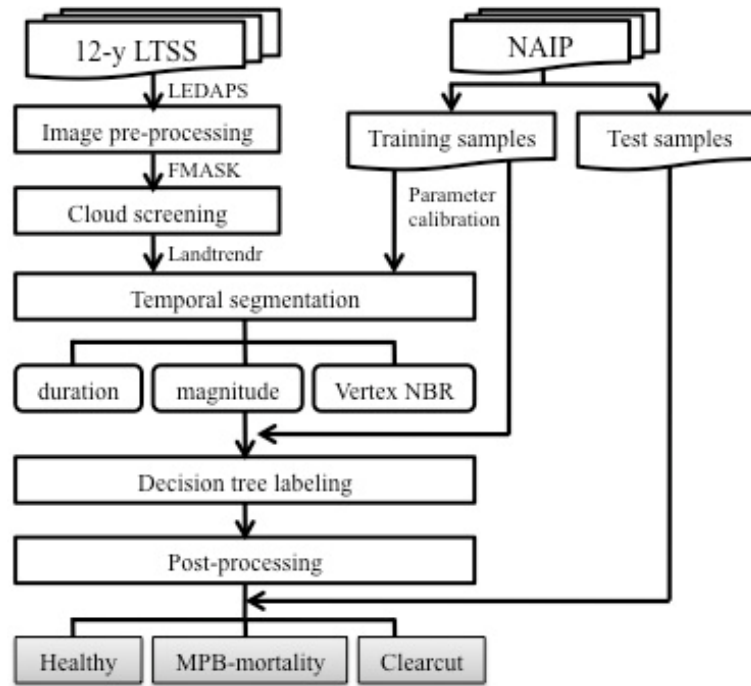 12-y LTSS
NAIP
LEDAPS
Image pre-processing
Training samples
Test samples
FMASK
Parameter
calibration
Cloud screening
Landtrendr
Temporal segmentation
duration
magnitude
Vertex NBR
Decision tree labeling
Post-processing
Healthy
MPB-mortality
Clearcut